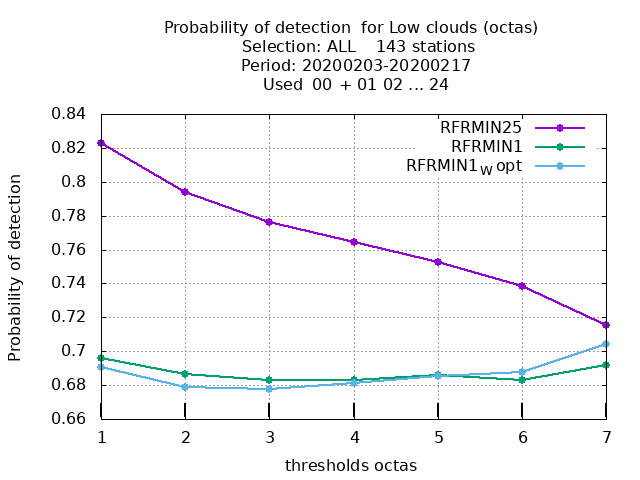 Probability of detection  for Low clouds (octas)
Selection: ALL    143 stations
Period: 20200203-20200217
Used  00 + 01 02 ... 24
0.84
0.82
0.8
0.78
0.76
0.74
0.72
0.7
0.68
0.66
Probability of detection
RFRMIN25
RFRMIN1
RFRMIN1W opt
1 2 3 4 5 6 7
thresholds octas